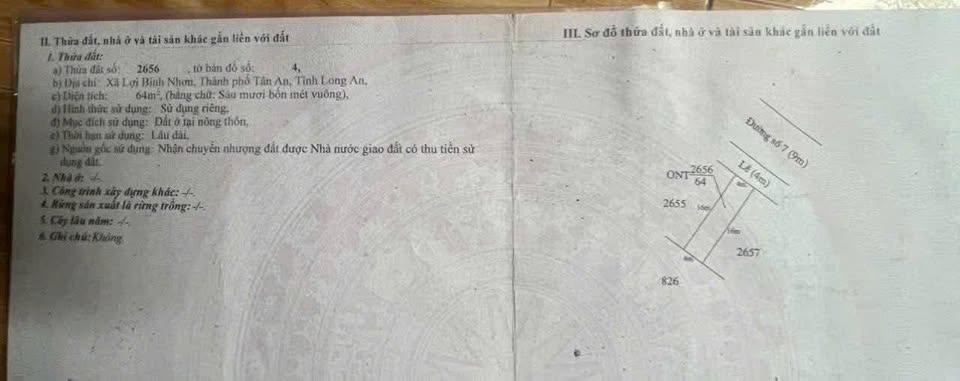 II. Thửa đất, nhà ở và tài sản khác gắn liền với đất
1. Thửa đất:
a) Thửa đất số: 2656 , tờ bản đồ số: 4,
b) Địa chỉ: Xã Lợi Bình Nhơn, Thành phố Tân An, Tỉnh Long An,
c) Diện tích: 64m², (bằng chữ: Sáu mươi bốn mét vuông),
d) Hình thức sử dụng: Sử dụng riêng,
đ) Mục đích sử dụng: Đất ở tại nông thôn,
e) Thời hạn sử dụng: Lâu dài,
g) Nguồn gốc sử dụng: Nhận chuyển nhượng đất được Nhà nước giao đất có thu tiền sử
dụng đất.
2. Nhà ở: -/-.
3. Công trình xây dựng khác: -/-.
4. Rừng sản xuất là rừng trồng: -/-.
5. Cây lâu năm: -/-.
6. Ghi chú: Không.
III. Sơ đồ thửa đất, nhà ở và tài sản khác gắn liền với đất
Đường số 7 (9m)
Lề (4m)
ONT 2656
64
4m
2655
16m
16m
2657
4m
826